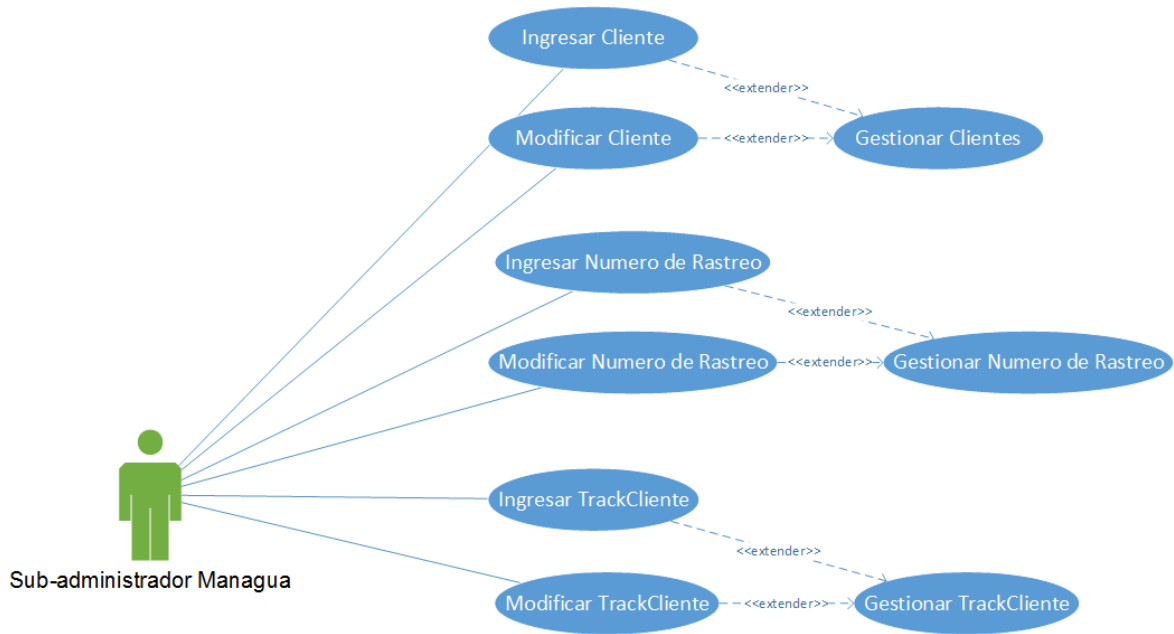 Ingresar Cliente
<<extender>>
Modificar Cliente
<<extender>>
Gestionar Clientes
Ingresar Numero de Rastreo
<<extender>>
Modificar Numero de Rastreo
<<extender>>
Gestionar Numero de Rastreo
Ingresar TrackCliente
<<extender>>
Sub-administrador Managua
Modificar TrackCliente
<<extender>>
Gestionar TrackCliente